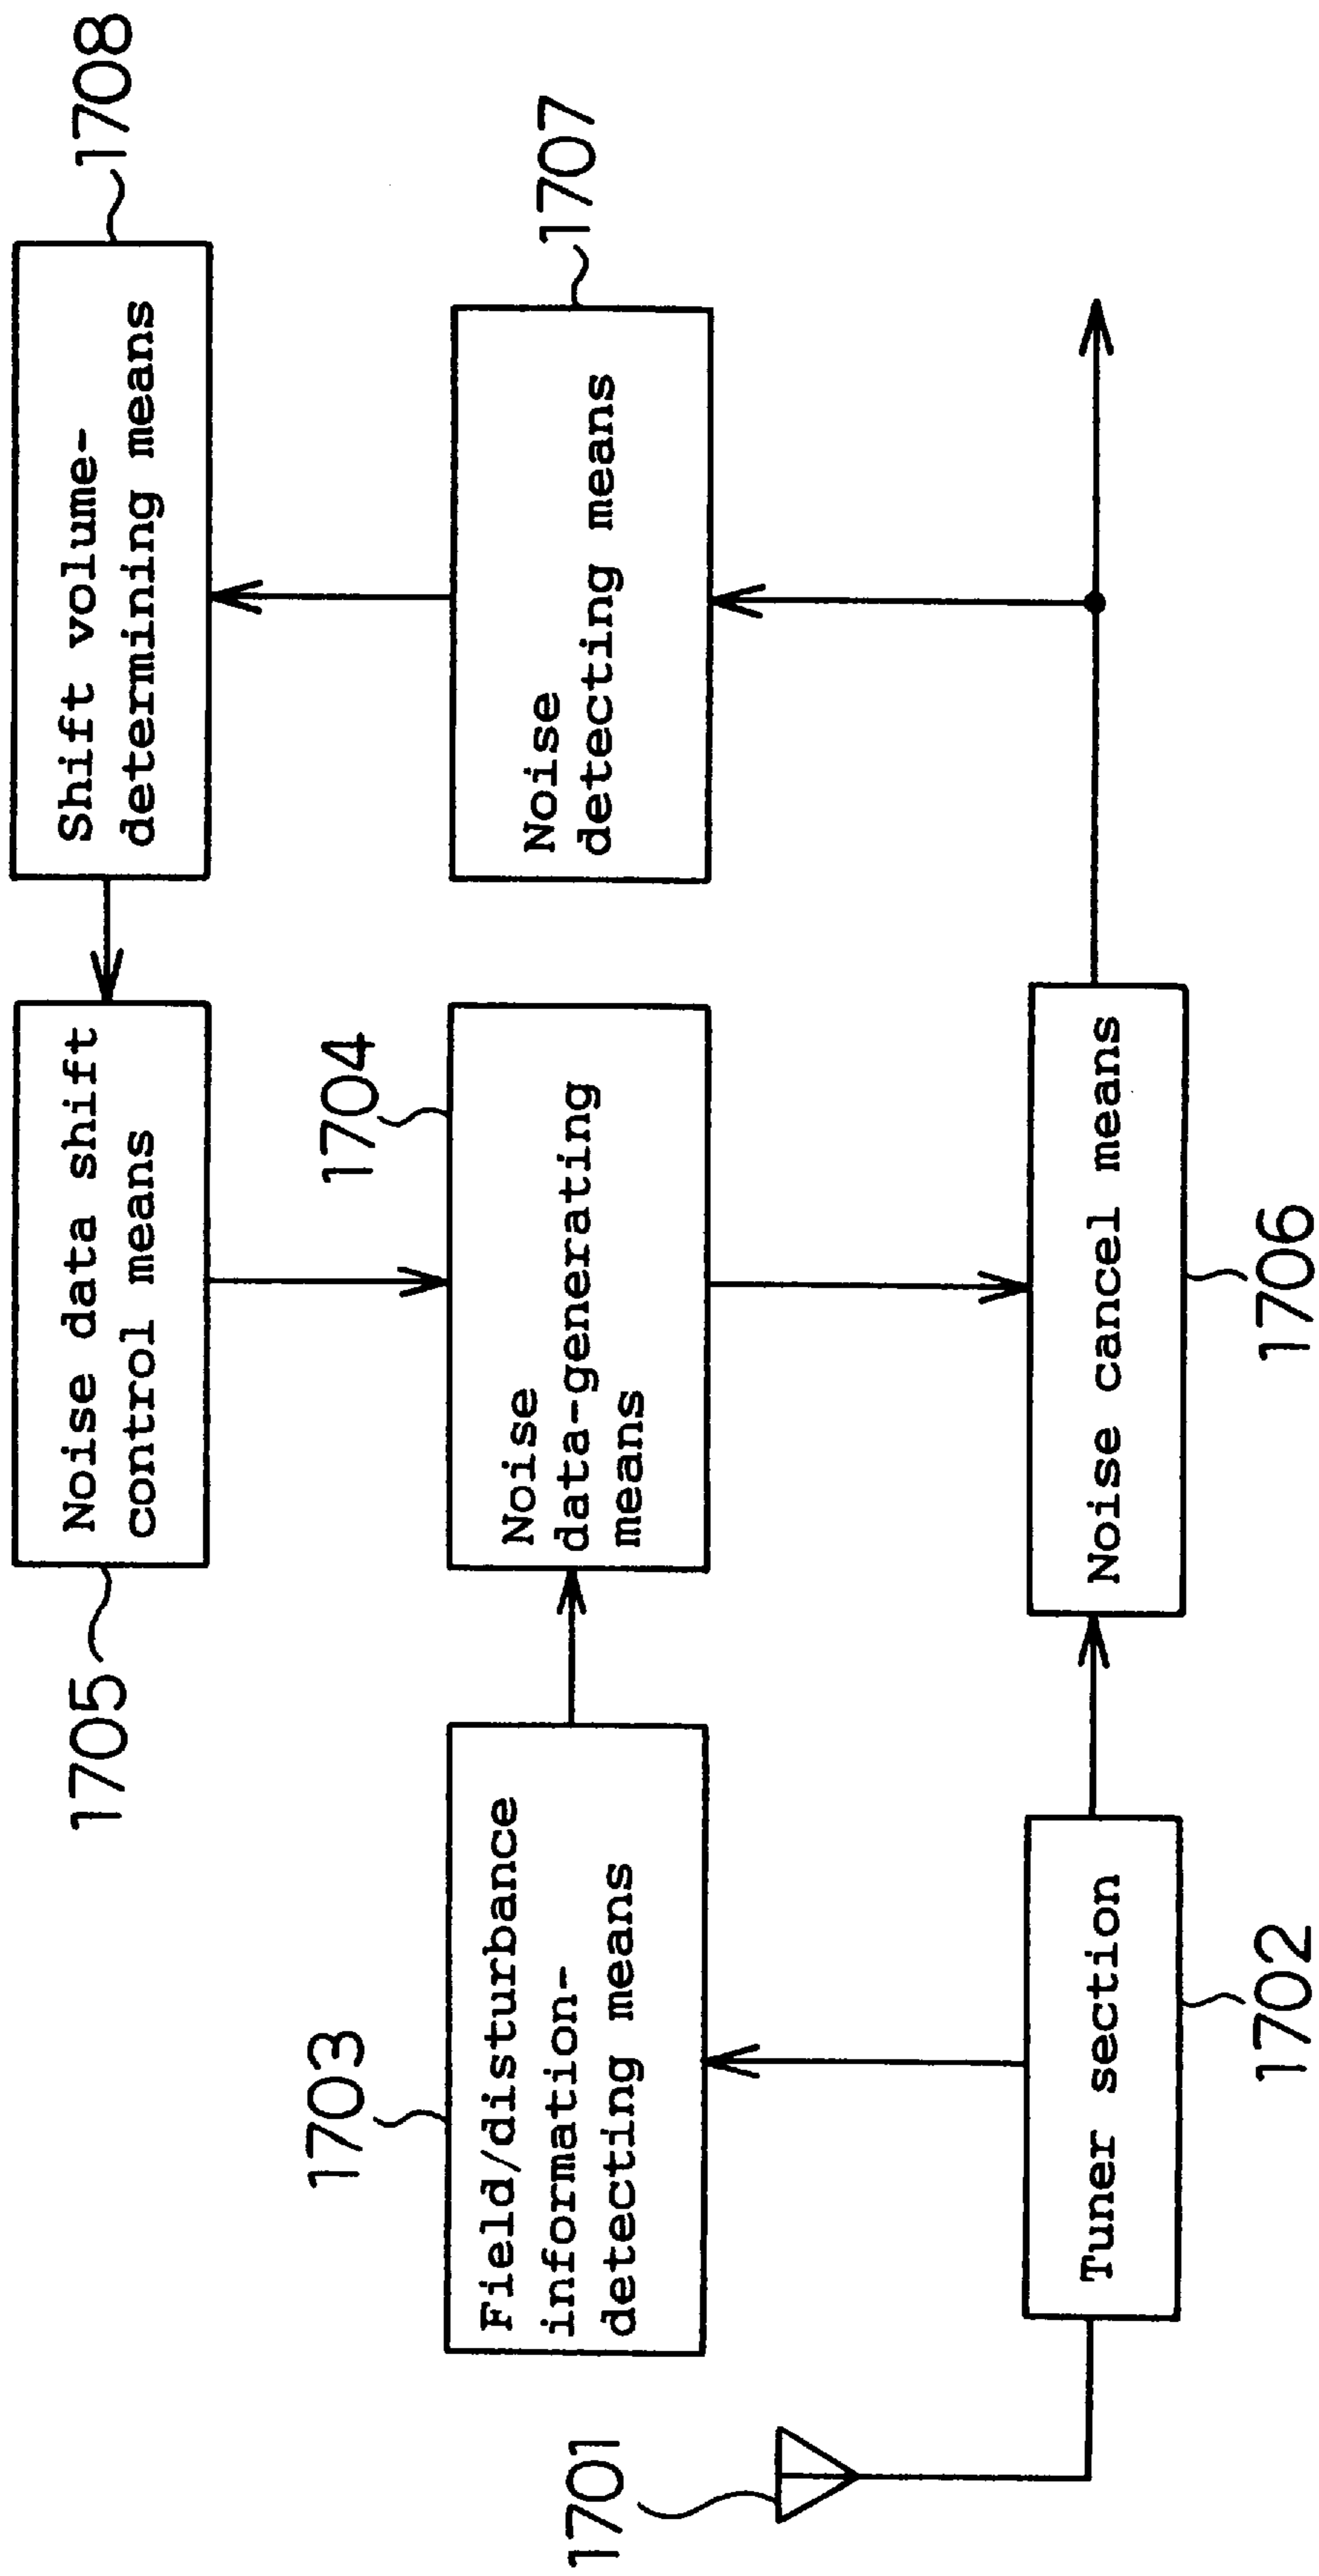 1705
Noise data shift
control means
Shift volume-
determining means
1708
1703
Field/disturbance
information-
detecting means
1704
Noise
data-generating
means
Noise
detecting means
1707
1701
Tuner section
1702
Noise cancel means
1706